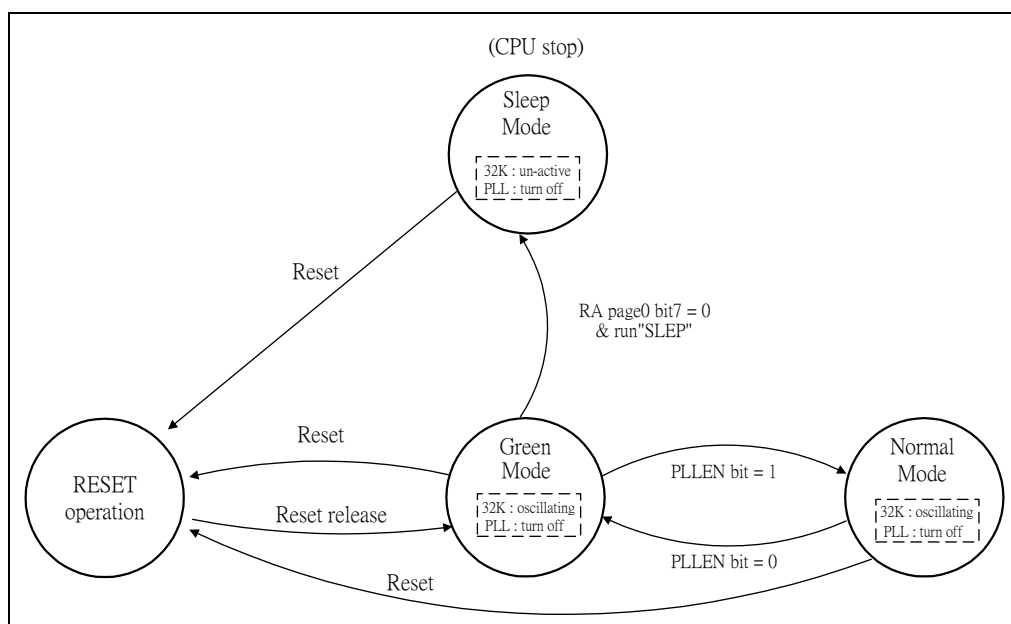 (CPU stop)
Sleep
Mode
32K : un-active
PLL : turn off
Reset
RA page0 bit7 = 0
& run"SLEP"
RESET
operation
Reset
Reset release
Green
Mode
32K : oscillating
PLL : turn off
PLLEN bit = 1
PLLEN bit = 0
Normal
Mode
32K : oscillating
PLL : turn off
Reset